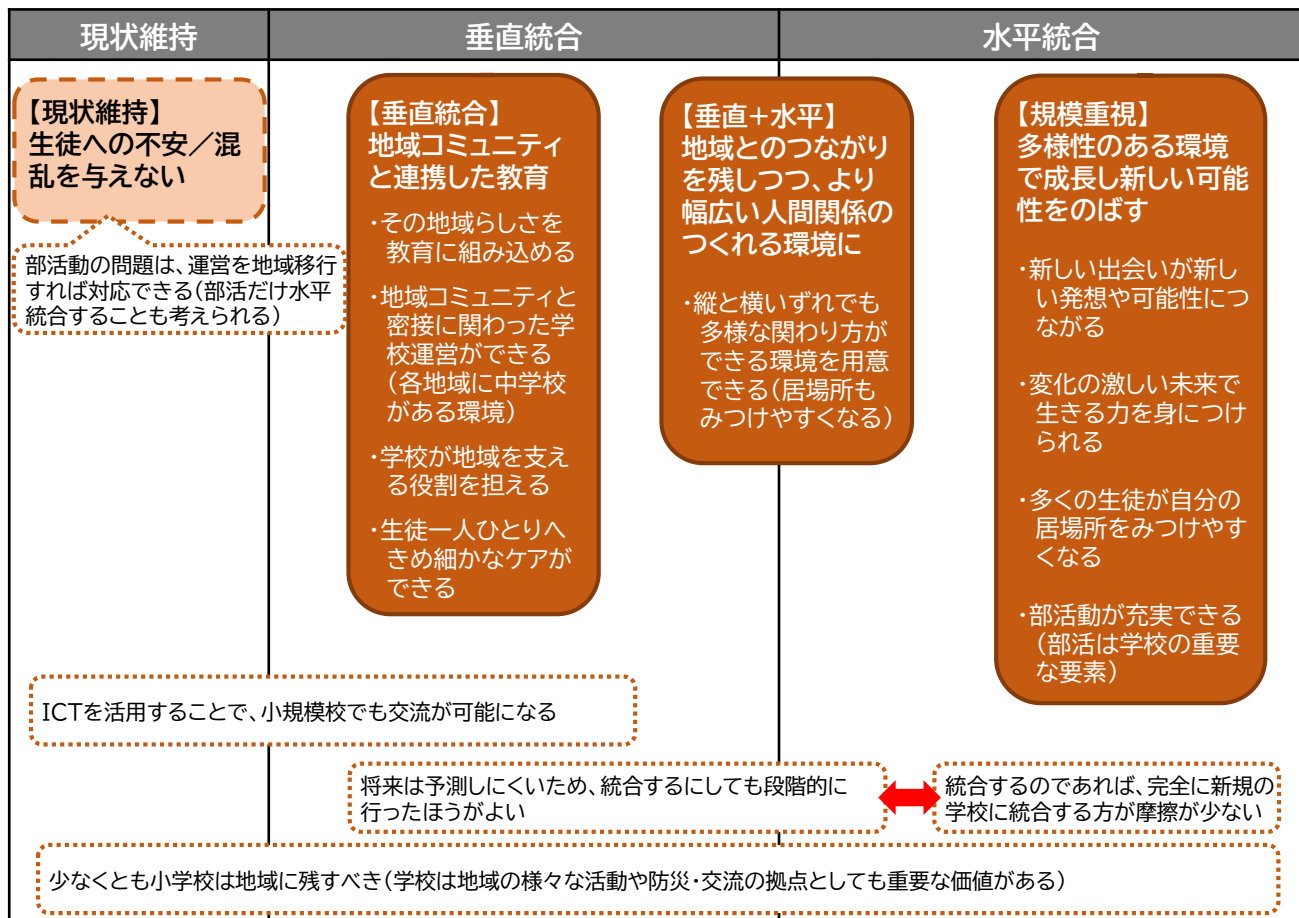 現状維持
垂直統合
水平統合
【現状維持】
生徒への不安／混
乱を与えない
部活動の問題は、運営を地域移行
すれば対応できる（部活だけ水平
統合することも考えられる）
【垂直統合】
地域コミュニティ
と連携した教育
・その地域らしさを
教育に組み込める
・地域コミュニティと
密接に関わった学
校運営ができる
（各地域に中学校
がある環境）
・学校が地域を支え
る役割を担える
・生徒一人ひとりへ
きめ細かなケアが
できる
【垂直＋水平】
地域とのつながり
を残しつつ、より
幅広い人間関係の
つくれる環境に
・縦と横いずれでも
多様な関わり方が
できる環境を用意
できる（居場所も
みつけやすくなる）
【規模重視】
多様性のある環境
で成長し新しい可能
性をのばす
・新しい出会いが新し
い発想や可能性につ
ながる
・変化の激しい未来で
生きる力を身につけ
られる
・多くの生徒が自分の
居場所をみつけやす
くなる
・部活動が充実できる
（部活は学校の重要
な要素）
ICTを活用することで、小規模校でも交流が可能になる
将来は予測しにくいため、統合するにしても段階的に
行ったほうがよい
統合するのであれば、完全に新規の
学校に統合する方が摩擦が少ない
少なくとも小学校は地域に残すべき（学校は地域の様々な活動や防災・交流の拠点としても重要な価値がある）